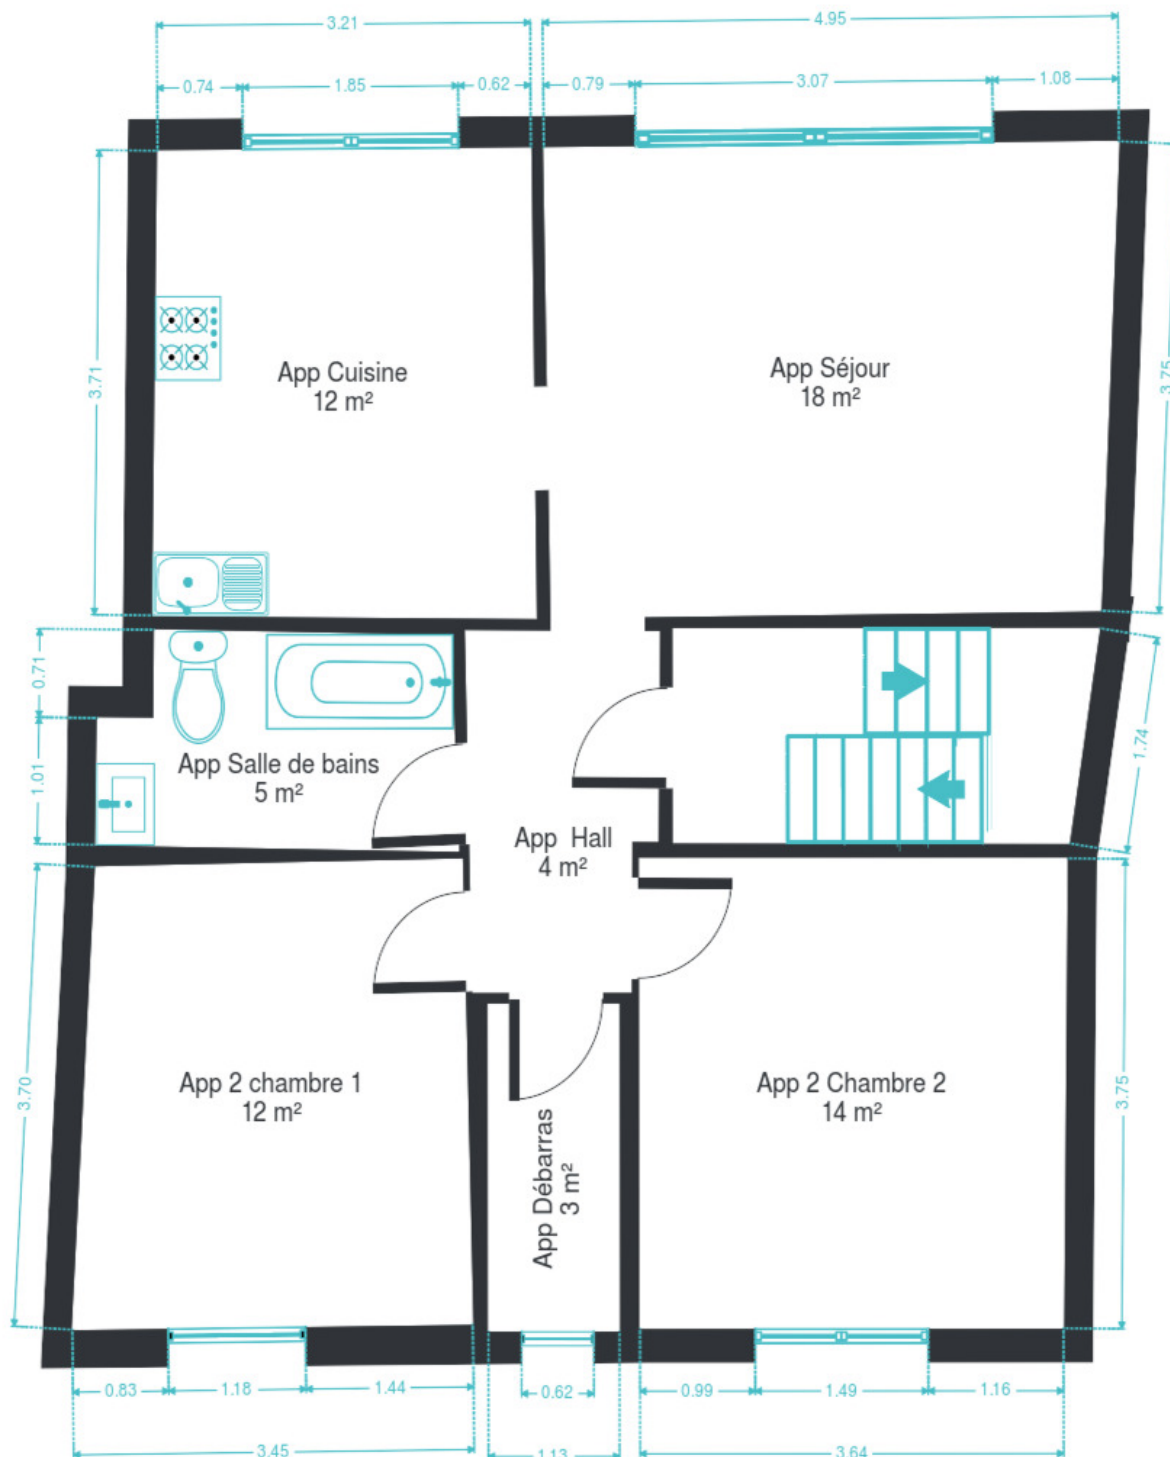 3.21
4.95
0.74
1.85
0.62
0.79
3.07
1.08
3.71
3.75
App Cuisine
12 m²
App Séjour
18 m²
0.71
1.01
1.74
App Salle de bains
5 m²
App Hall
4 m²
3.70
3.75
App 2 chambre 1
12 m²
App 2 Chambre 2
14 m²
App Débarras
3 m²
0.83
1.18
1.44
0.62
0.99
1.49
1.16
3.45
1.13
3.64